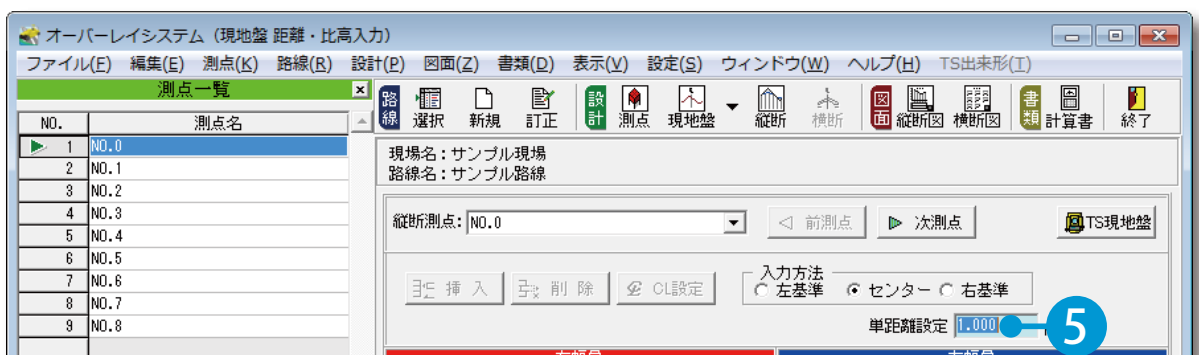 オーバーレイシステム（現地盤 距離・比高入力）
ファイル(F) 編集(E) 測点(K) 路線(R) 設計(P) 図面(Z) 書類(D) 表示(V) 設定(S) ウィンドウ(W) ヘルプ(H) TS出来形(T)
測点一覧
路線 選択 新規 訂正 設計 測点 現地盤 縦断 横断 図面 縦断図 横断図 書類 計算書 終了
NO. 測点名
1 NO.0
2 NO.1
3 NO.2
4 NO.3
5 NO.4
6 NO.5
7 NO.6
8 NO.7
9 NO.8
現場名：サンプル現場
路線名：サンプル路線
縦断測点: NO.0 前測点 次測点 TS現地盤
挿入 削除 CL設定
入力方法
左基準 センター 右基準
単距離設定 1.000
5